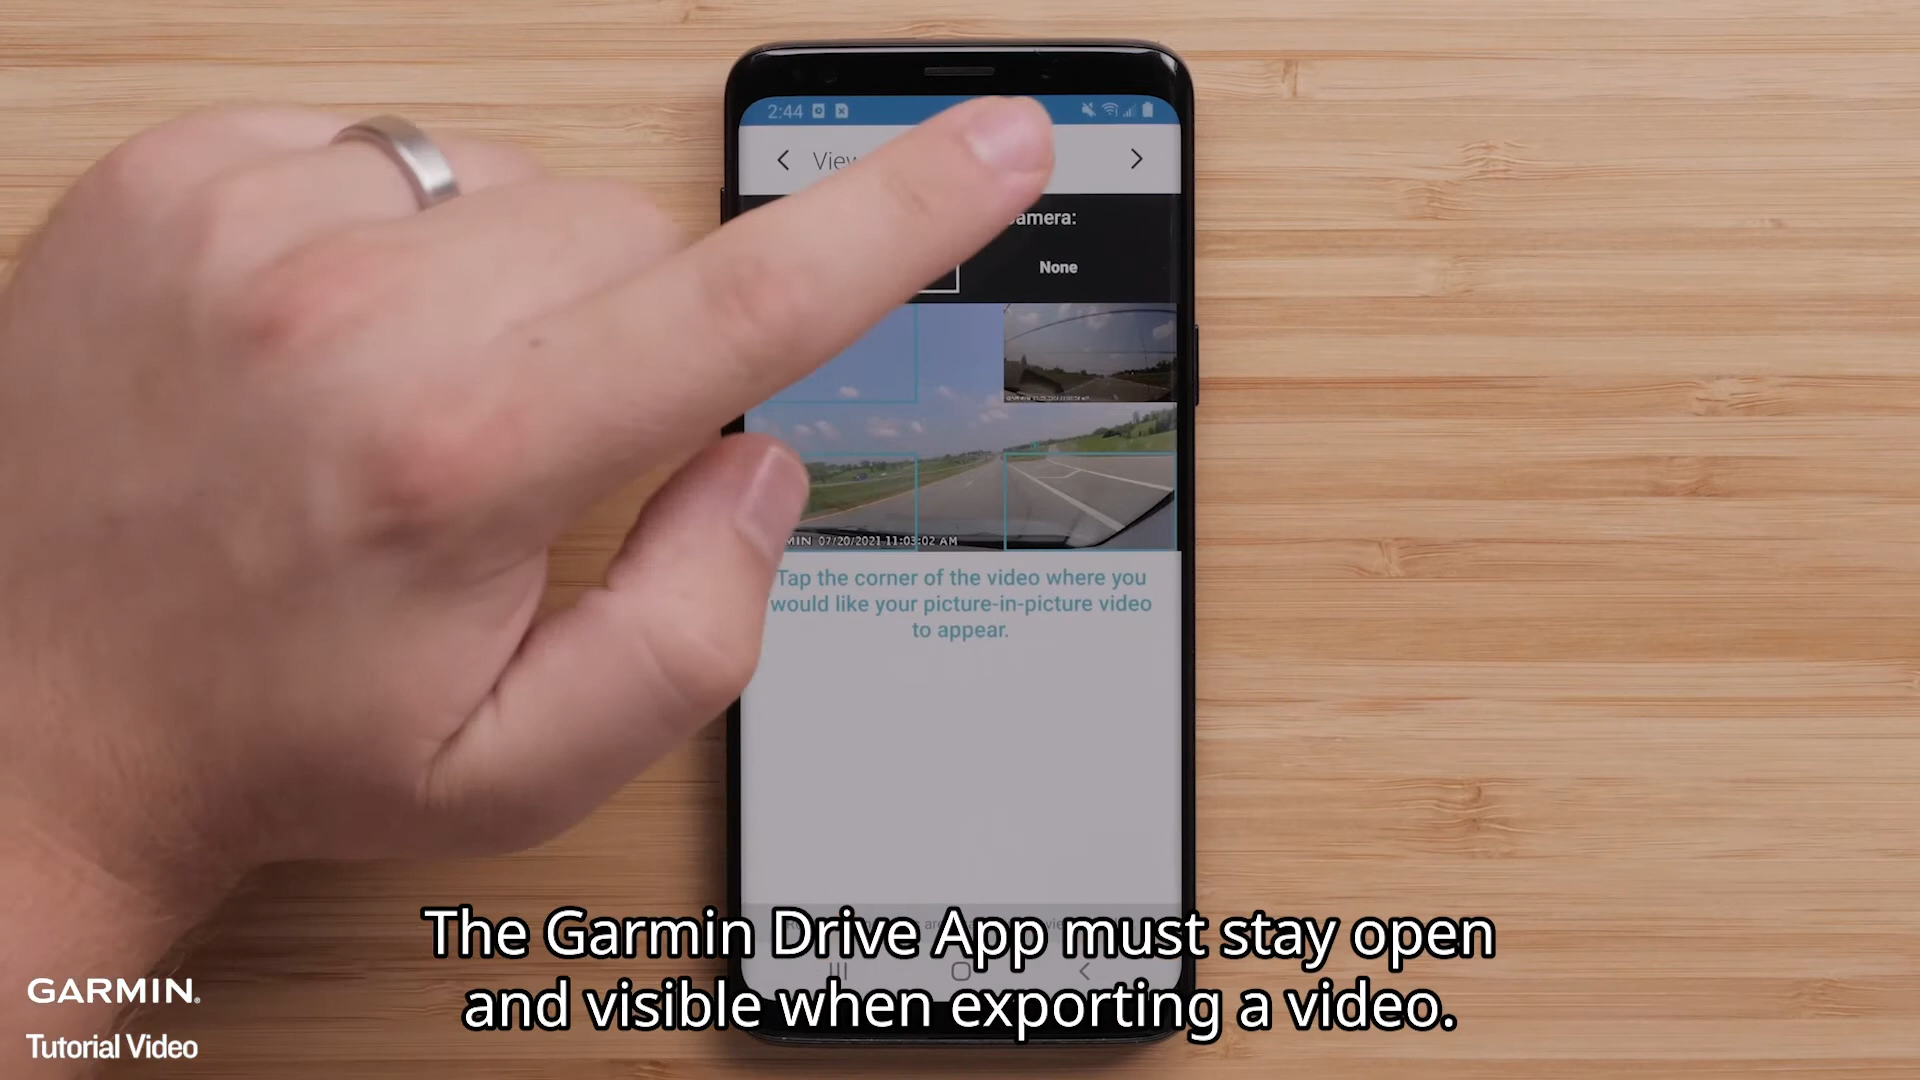 2:44
View
Camera:
None
MIN 07/20/2021 11:03:02 AM
Tap the corner of the video where you
would like your picture-in-picture video
to appear.
The Garmin Drive App must stay open
and visible when exporting a video.
GARMIN.
Tutorial Video